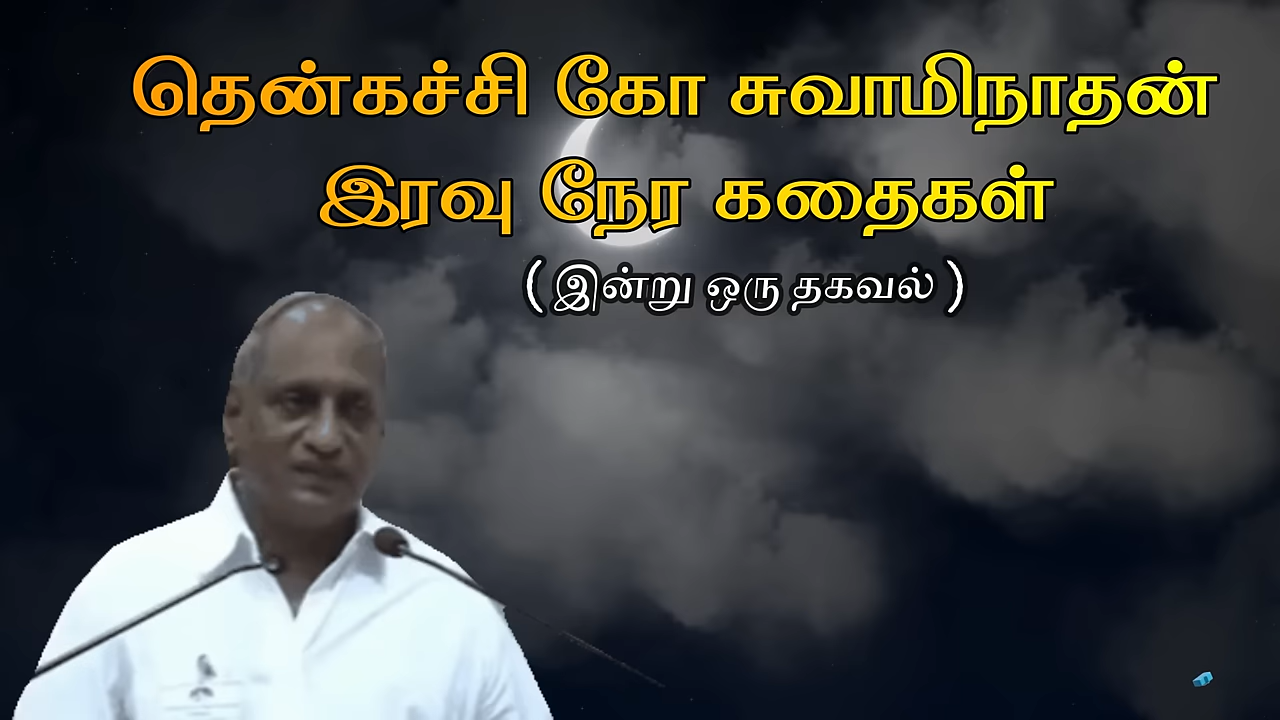 தென்கச்சி கோ சுவாமிநாதன்
இரவு நேர கதைகள்
( இன்று ஒரு தகவல் )